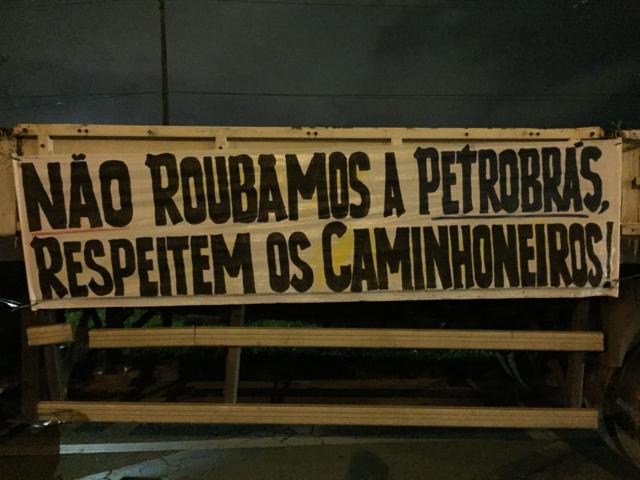 NÃO ROUBAMOS A PETROBRÁS,
RESPEITEM OS CAMINHONEIROS!